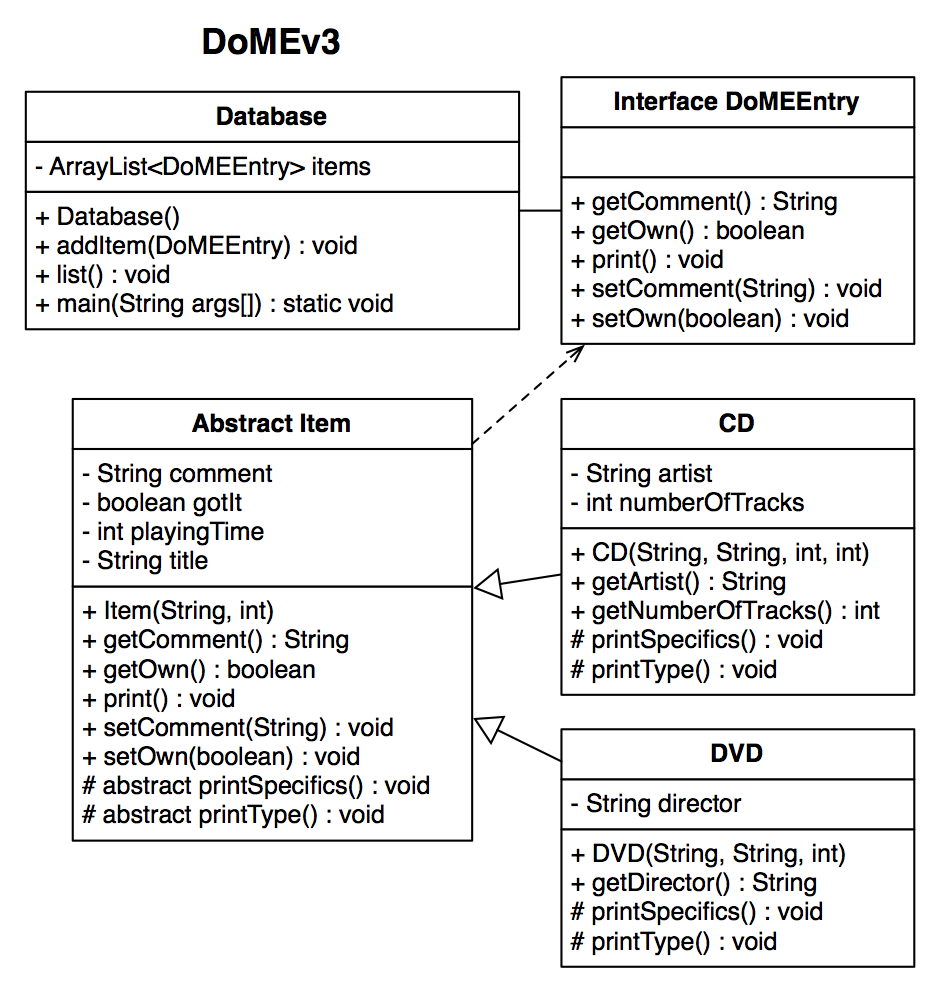 DoMEv3
Database
- ArrayList<DoMEEntry> items
+ Database()
+ addItem(DoMEEntry) : void
+ list() : void
+ main(String args[]) : static void
Interface DoMEEntry
+ getComment() : String
+ getOwn() : boolean
+ print() : void
+ setComment(String) : void
+ setOwn(boolean) : void
Abstract Item
- String comment
- boolean gotIt
- int playingTime
- String title
+ Item(String, int)
+ getComment() : String
+ getOwn() : boolean
+ print() : void
+ setComment(String) : void
+ setOwn(boolean) : void
# abstract printSpecifics() : void
# abstract printType() : void
CD
- String artist
- int numberOfTracks
+ CD(String, String, int, int)
+ getArtist() : String
+ getNumberOfTracks() : int
# printSpecifics() : void
# printType() : void
DVD
- String director
+ DVD(String, String, int)
+ getDirector() : String
# printSpecifics() : void
# printType() : void